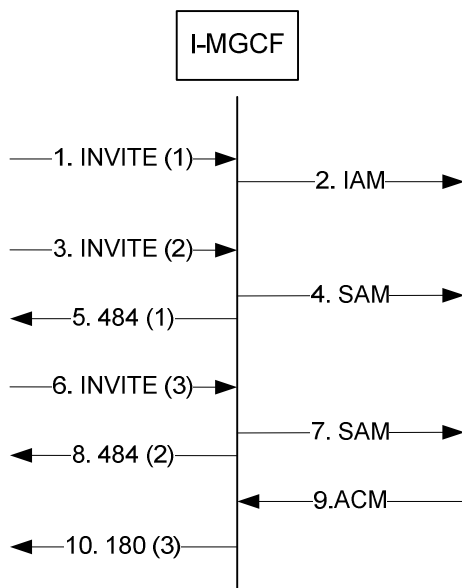 I-MGCF
1. INVITE (1)
2. IAM
3. INVITE (2)
4. SAM
5. 484 (1)
6. INVITE (3)
7. SAM
8. 484 (2)
9.ACM
10. 180 (3)